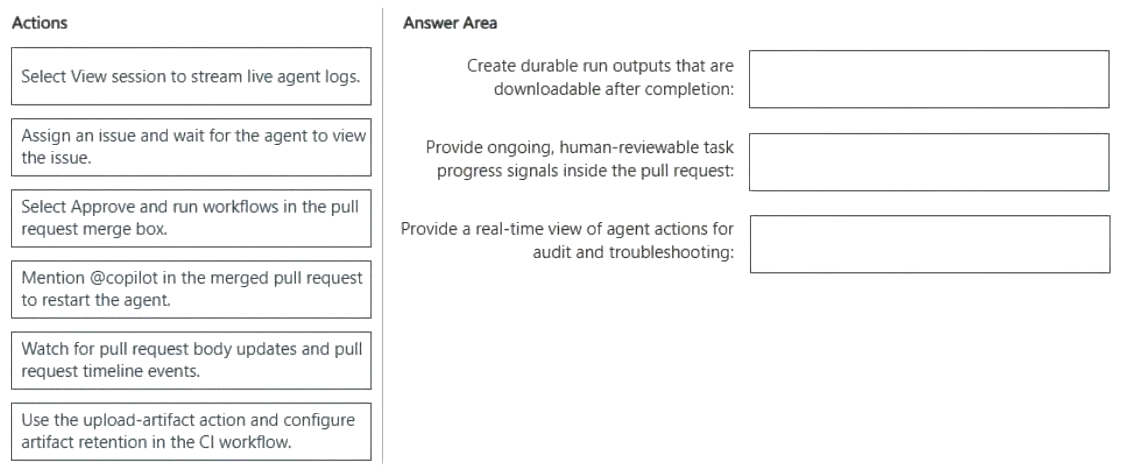 Actions
Select View session to stream live agent logs.
Assign an issue and wait for the agent to view
the issue.
Select Approve and run workflows in the pull
request merge box.
Mention @copilot in the merged pull request
to restart the agent.
Watch for pull request body updates and pull
request timeline events.
Use the upload-artifact action and configure
artifact retention in the CI workflow.
Answer Area
Create durable run outputs that are
downloadable after completion:
Provide ongoing, human-reviewable task
progress signals inside the pull request:
Provide a real-time view of agent actions for
audit and troubleshooting: